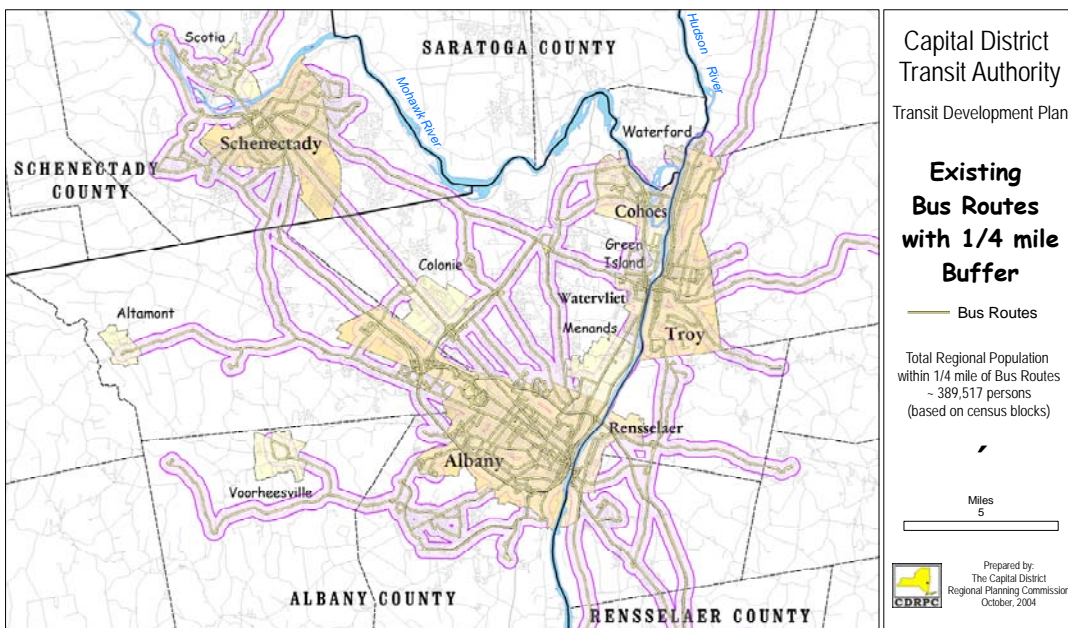 Scotia
SARATOGA COUNTY
Hudson
River
Mohawk River
Waterford
Schenectady
SCHENECTADY
COUNTY
Cohoes
Green
Island
Colonie
Watervliet
Altamont
Menands
Troy
Rensselaer
Albany
Voorheesville
ALBANY COUNTY
RENSSELAER COUNTY
Capital District
Transit Authority
Transit Development Plan
Existing
Bus Routes
with 1/4 mile
Buffer
Bus Routes
Total Regional Population
within 1/4 mile of Bus Routes
~ 389,517 persons
(based on census blocks)
Miles
5
CDRPC
Prepared by:
The Capital District
Regional Planning Commission
October, 2004